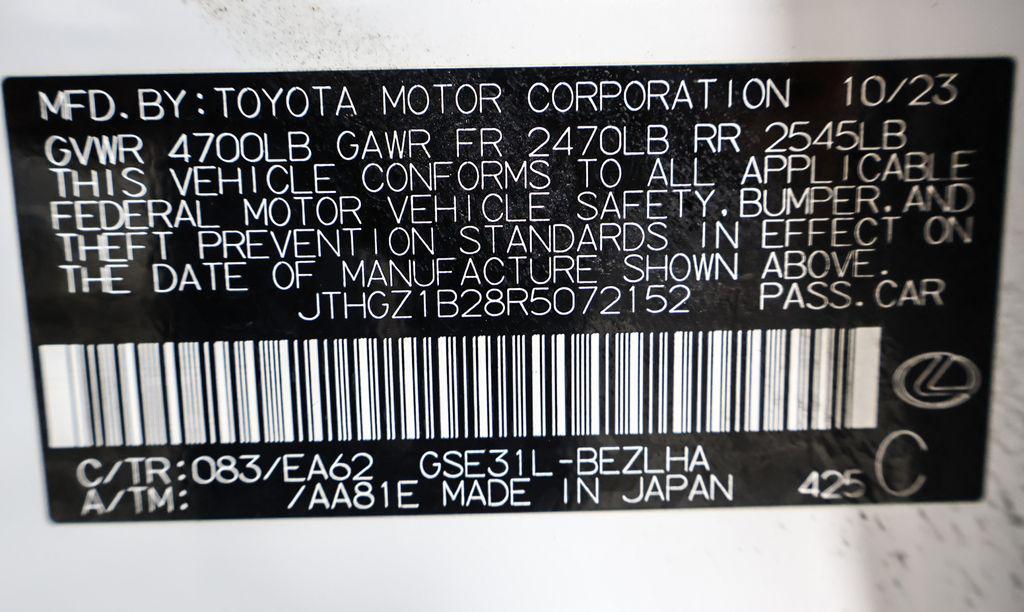 MFD. BY: TOYOTA MOTOR CORPORATION 10/23
GVWR 4700LB GAWR FR 2470LB RR 2545LB
THIS VEHICLE CONFORMS TO ALL APPLICABLE
FEDERAL MOTOR VEHICLE SAFETY, BUMPER, AND
THEFT PREVENTION STANDARDS IN EFFECT ON
THE DATE OF MANUFACTURE SHOWN ABOVE.
JTHGZ1B28R5072152 PASS. CAR
C/TR: 083/EA62 GSE31L-BEZLHA
A/TM: /AA81E MADE IN JAPAN 425 C